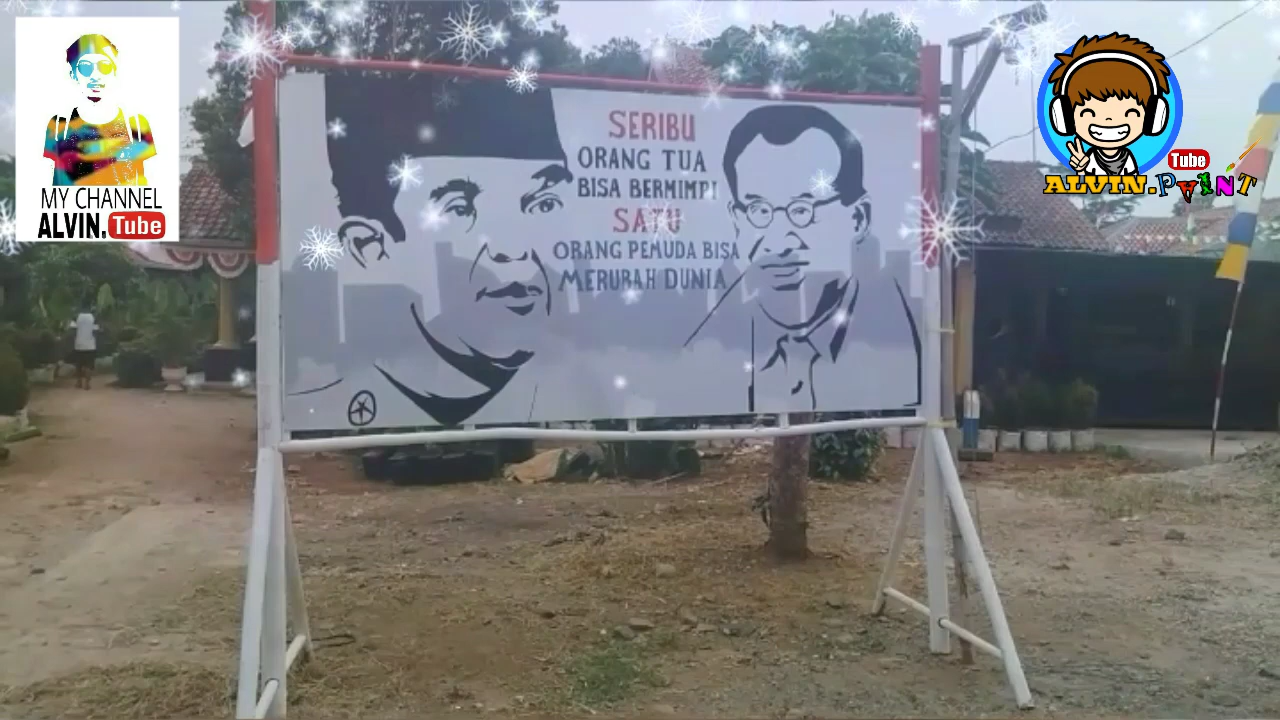 MY CHANNEL
ALVIN.Tube
SERIBU
ORANG TUA
BISA BERMIMPI
SATU
ORANG PEMUDA BISA
MERUBAH DUNIA
Tube
ALVIN.PAINT